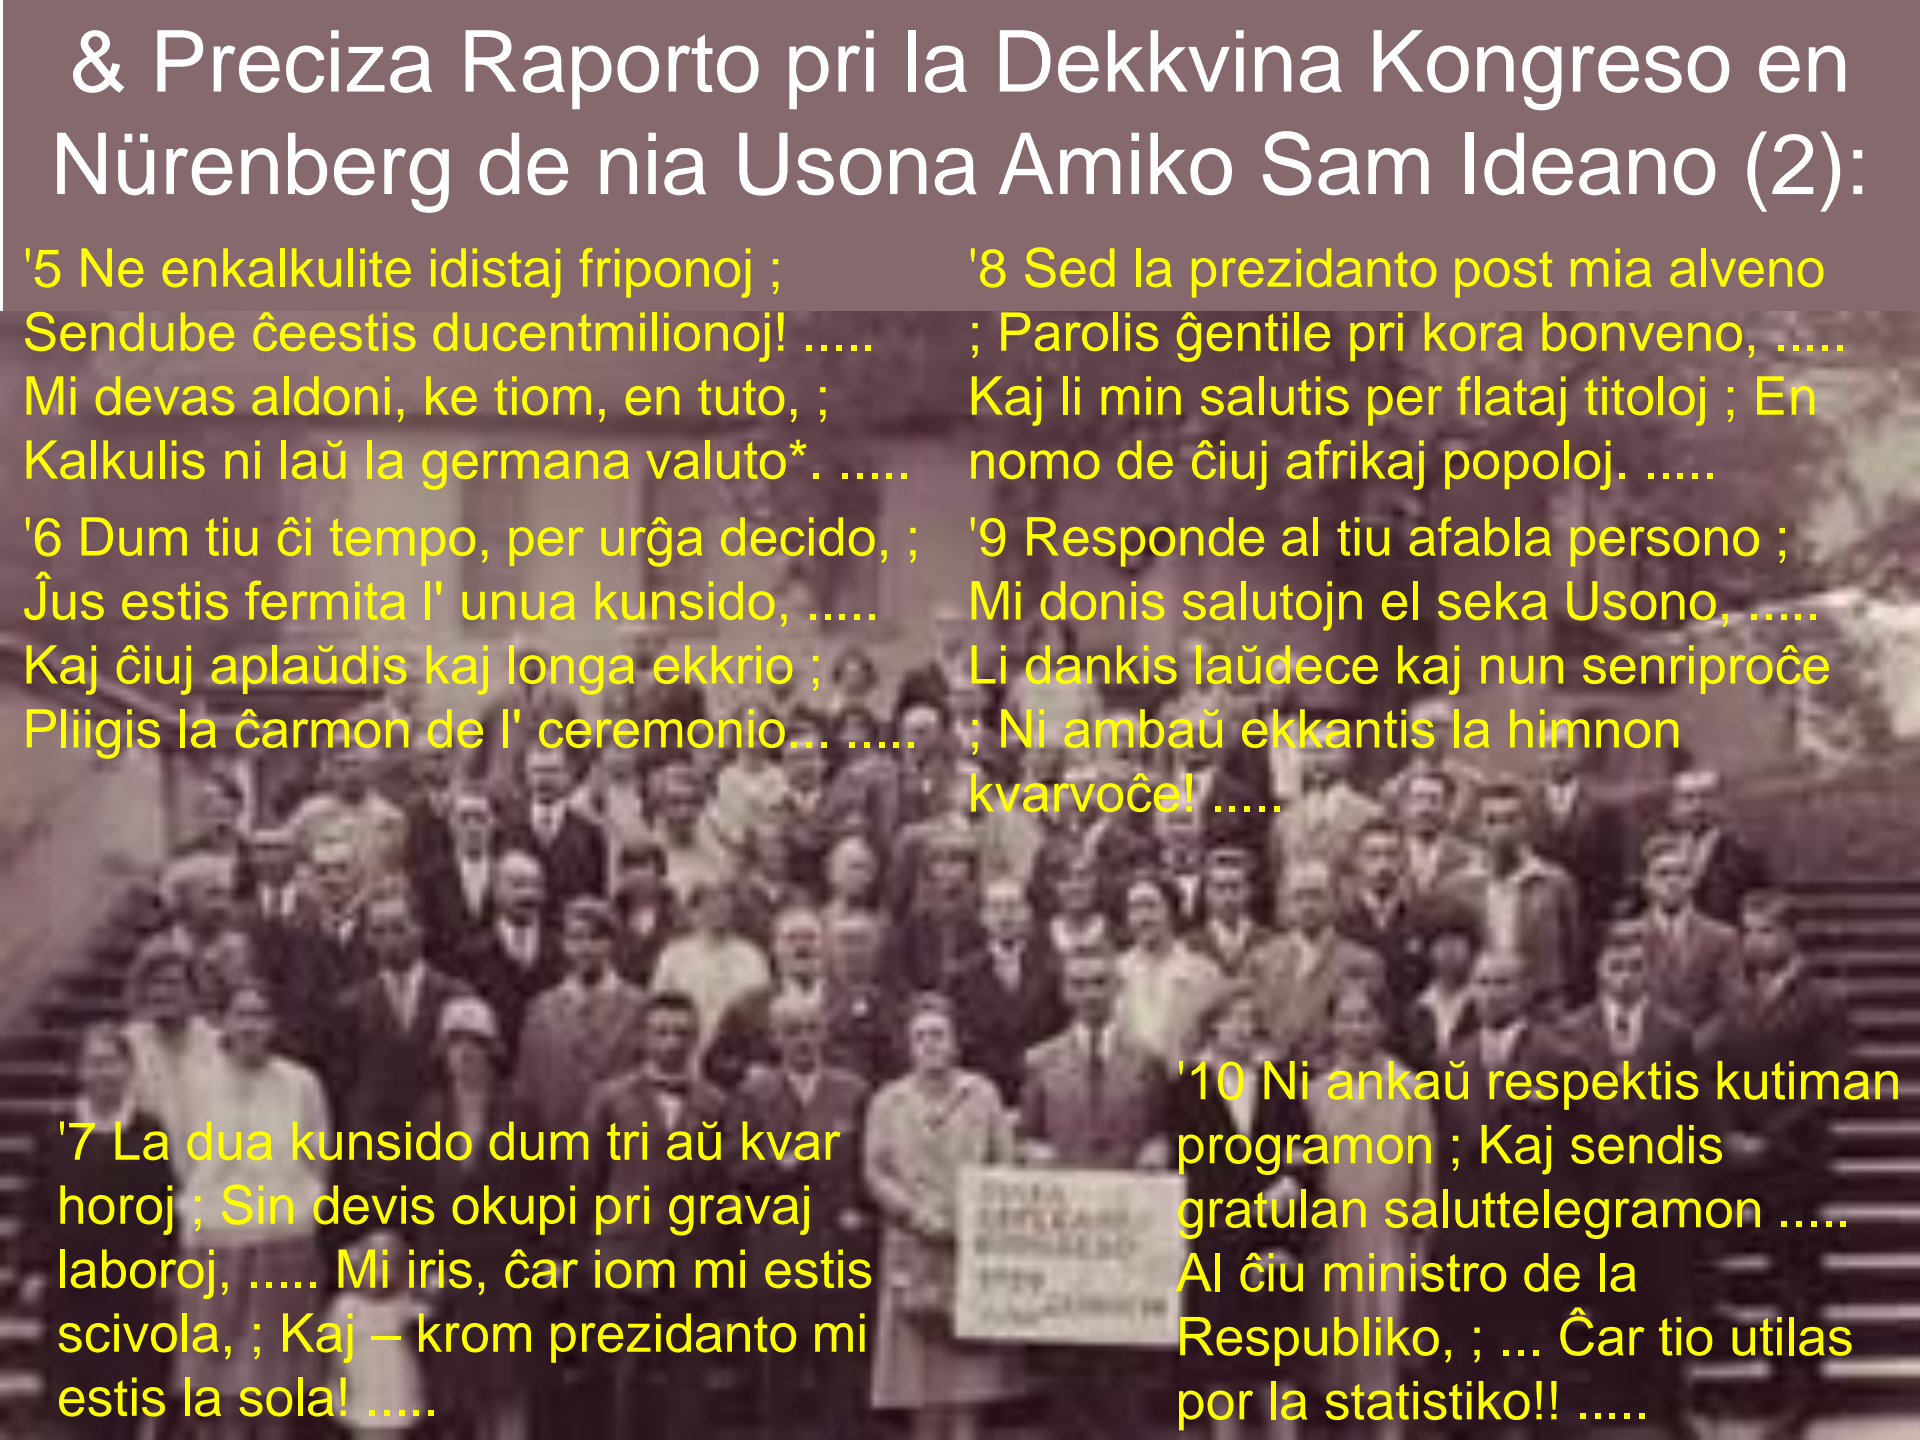 & Preciza Raporto pri la Dekkvina Kongreso en
Nürenberg de nia Usona Amiko Sam Ideano (2):
'5 Ne enkalkulite idistaj friponoj ;
Sendube ĉeestis ducentmilionoj! .....
Mi devas aldoni, ke tiom, en tuto, ;
Kalkulis ni laŭ la germana valuto*. .....
'6 Dum tiu ĉi tempo, per urĝa decido, ;
Ĵus estis fermita l' unua kunsido, .....
Kaj ĉiuj aplaŭdis kaj longa ekkrio ;
Pliigis la ĉarmon de l' ceremonio... .....
'7 La dua kunsido dum tri aŭ kvar
horoj ; Sin devis okupi pri gravaj
laboroj, ..... Mi iris, ĉar iom mi estis
scivola, ; Kaj – krom prezidanto mi
estis la sola! .....
'8 Sed la prezidanto post mia alveno
; Parolis ĝentile pri kora bonveno, .....
Kaj li min salutis per flataj titoloj ; En
nomo de ĉiuj afrikaj popoloj. .....
'9 Responde al tiu afabla persono ;
Mi donis salutojn el seka Usono, .....
Li dankis laŭdece kaj nun senriproĉe
; Ni ambaŭ ekkantis la himnon
kvarvoĉe! .....
'10 Ni ankaŭ respektis kutiman
programon ; Kaj sendis
gratulan saluttelegramon .....
Al ĉiu ministro de la
Respubliko, ; ... Ĉar tio utilas
por la statistiko!! .....